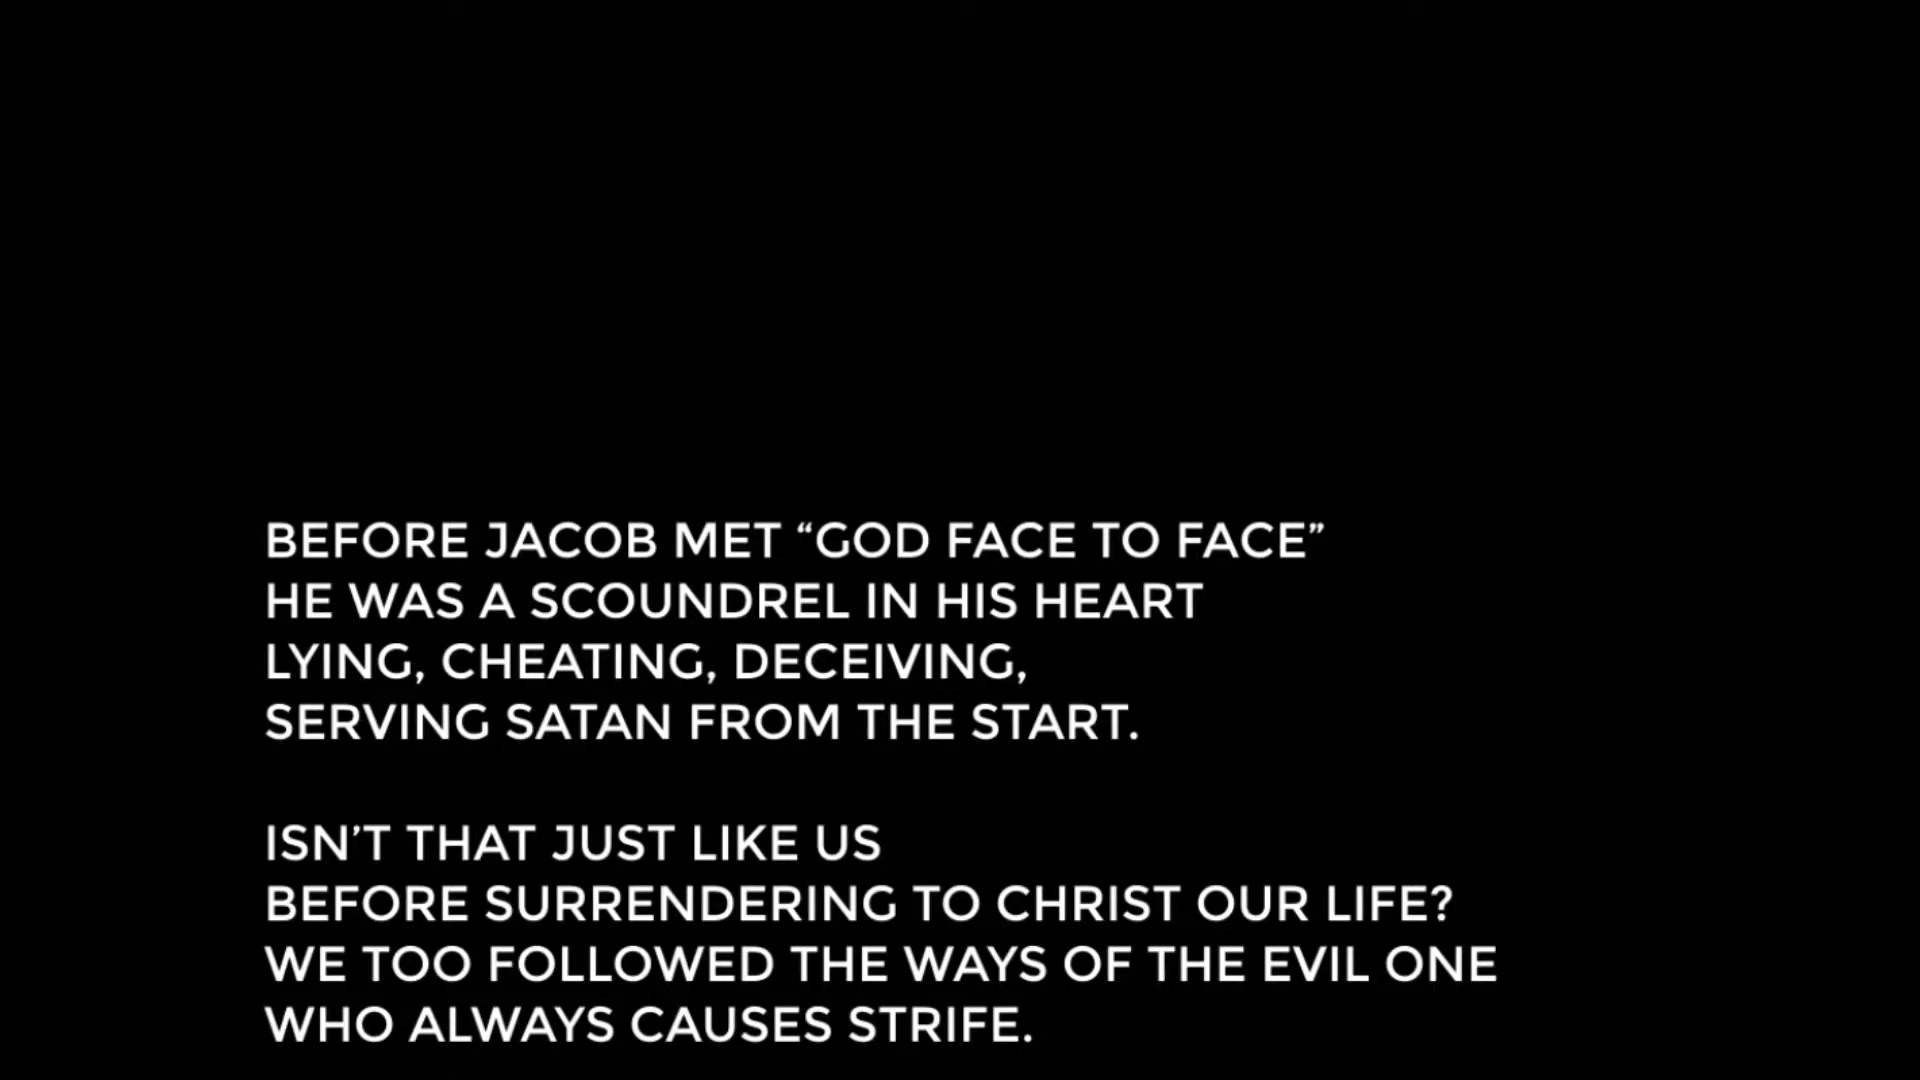 BEFORE JACOB MET “GOD FACE TO FACE”
HE WAS A SCOUNDREL IN HIS HEART
LYING, CHEATING, DECEIVING,
SERVING SATAN FROM THE START.
ISN’T THAT JUST LIKE US
BEFORE SURRENDERING TO CHRIST OUR LIFE?
WE TOO FOLLOWED THE WAYS OF THE EVIL ONE
WHO ALWAYS CAUSES STRIFE.